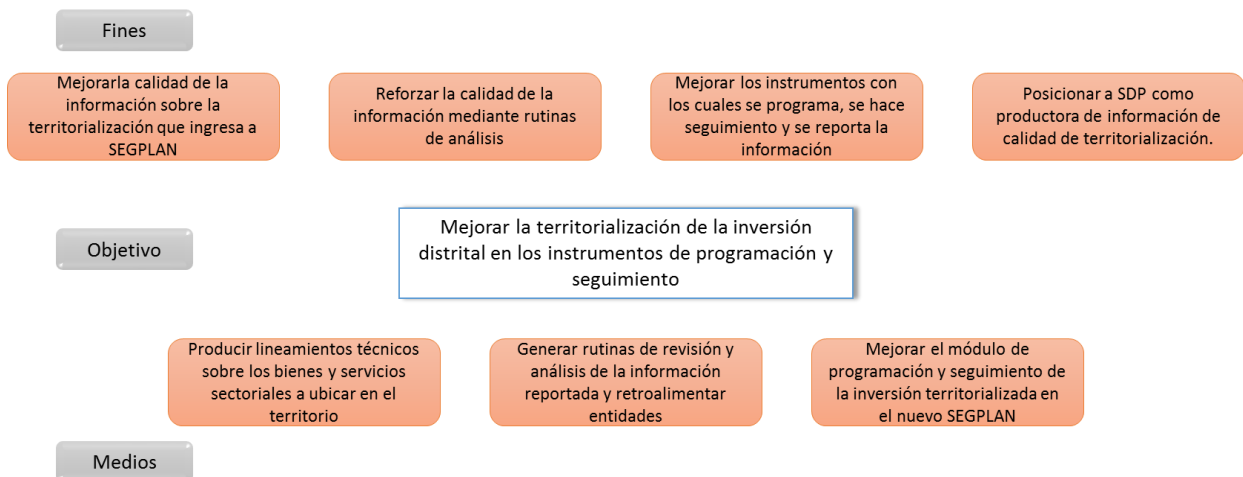 Fines
Mejorarla calidad de la
información sobre la
territorialización que ingresa a
SEGPLAN
Reforzar la calidad de la
información mediante rutinas
de análisis
Mejorar los instrumentos con
los cuales se programa, se hace
seguimiento y se reporta la
información
Posicionar a SDP como
productora de información de
calidad de territorialización.
Objetivo
Mejorar la territorialización de la inversión
distrital en los instrumentos de programación y
seguimiento
Producir lineamientos técnicos
sobre los bienes y servicios
sectoriales a ubicar en el
territorio
Generar rutinas de revisión y
análisis de la información
reportada y retroalimentar
entidades
Mejorar el módulo de
programación y seguimiento de
la inversión territorializada en
el nuevo SEGPLAN
Medios